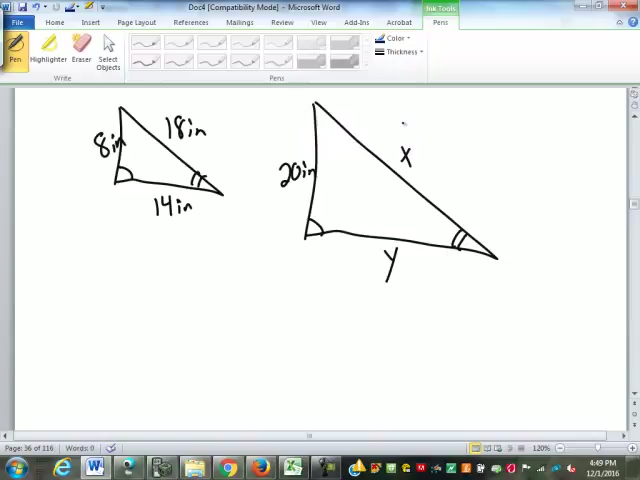 Doc4 [Compatibility Mode] - Microsoft Word
Ink Tools
File
Home
Insert
Page Layout
References
Mailings
Review
View
Add-Ins
Acrobat
Pens
Pen
Highlighter
Eraser
Select Objects
Color
Thickness
Write
Pens
8in
18in
14in
20in
x
y
Page: 36 of 116
Words: 0
120%
4:49 PM
12/1/2016